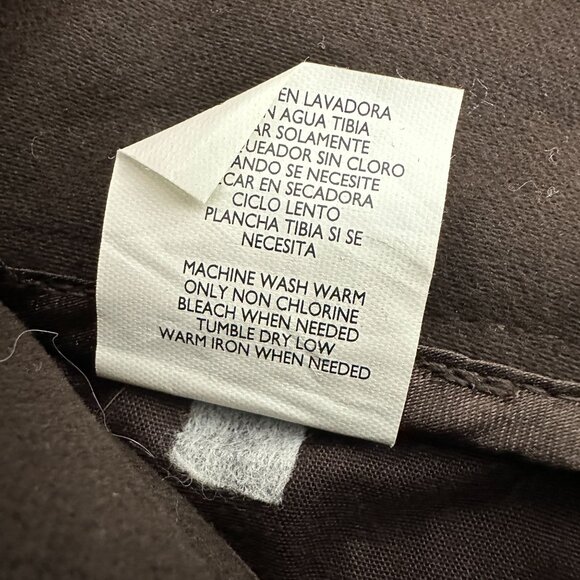 EN LAVADORA
AGUA TIBIA
SOLAMENTE
SIN CLORO
SE NECESITE
EN SECADORA
CICLO LENTO
PLANCHA TIBIA SI SE
NECESITA
MACHINE WASH WARM
ONLY NON CHLORINE
BLEACH WHEN NEEDED
TUMBLE DRY LOW
WARM IRON WHEN NEEDED